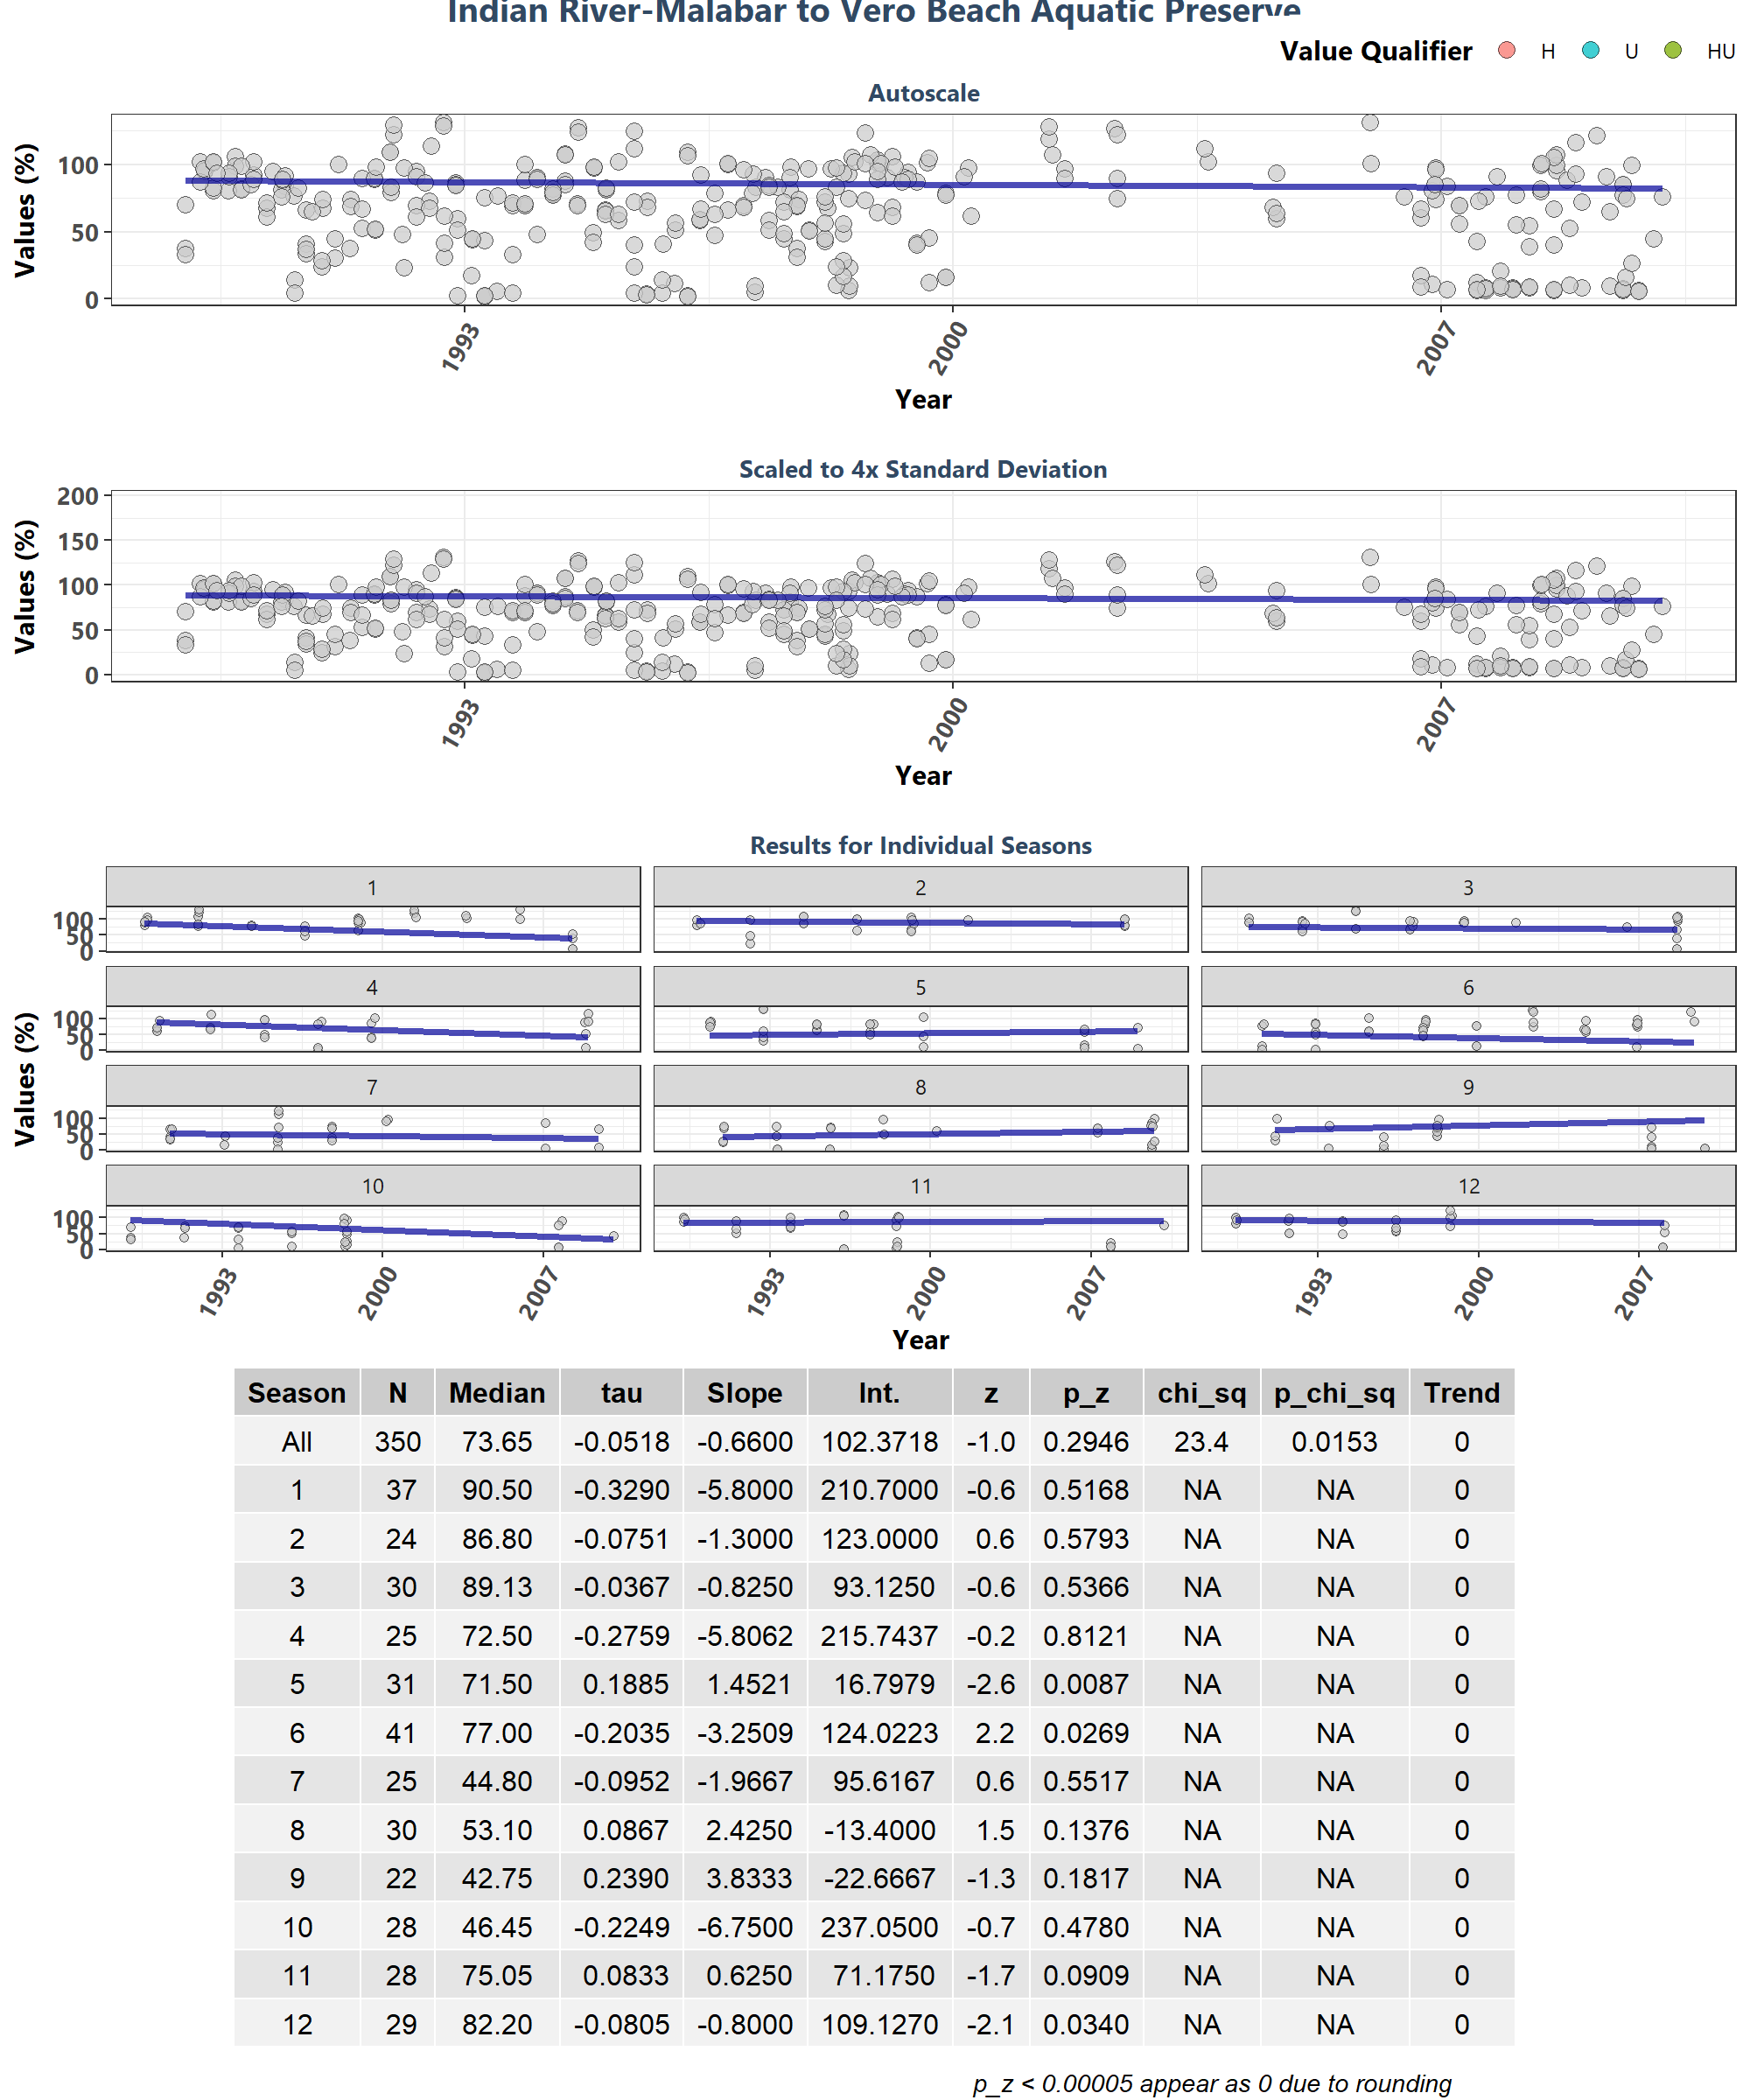 Indian River-Malabar to Vero Beach Aquatic Preserve
Value Qualifier H U HU
Autoscale
Values (%)
100
50
0
1993 2000 2007
Year
Scaled to 4x Standard Deviation
Values (%)
200
150
100
50
0
1993 2000 2007
Year
Results for Individual Seasons
Values (%)
1 2 3
100
50
0
4 5 6
100
50
0
7 8 9
100
50
0
10 11 12
100
50
0
1993 2000 2007 1993 2000 2007 1993 2000 2007
Year
Season N Median tau Slope Int. z p_z chi_sq p_chi_sq Trend
All 350 73.65 -0.0518 -0.6600 102.3718 -1.0 0.2946 23.4 0.0153 0
1 37 90.50 -0.3290 -5.8000 210.7000 -0.6 0.5168 NA NA 0
2 24 86.80 -0.0751 -1.3000 123.0000 0.6 0.5793 NA NA 0
3 30 89.13 -0.0367 -0.8250 93.1250 -0.6 0.5366 NA NA 0
4 25 72.50 -0.2759 -5.8062 215.7437 -0.2 0.8121 NA NA 0
5 31 71.50 0.1885 1.4521 16.7979 -2.6 0.0087 NA NA 0
6 41 77.00 -0.2035 -3.2509 124.0223 2.2 0.0269 NA NA 0
7 25 44.80 -0.0952 -1.9667 95.6167 0.6 0.5517 NA NA 0
8 30 53.10 0.0867 2.4250 -13.4000 1.5 0.1376 NA NA 0
9 22 42.75 0.2390 3.8333 -22.6667 -1.3 0.1817 NA NA 0
10 28 46.45 -0.2249 -6.7500 237.0500 -0.7 0.4780 NA NA 0
11 28 75.05 0.0833 0.6250 71.1750 -1.7 0.0909 NA NA 0
12 29 82.20 -0.0805 -0.8000 109.1270 -2.1 0.0340 NA NA 0
p_z < 0.00005 appear as 0 due to rounding